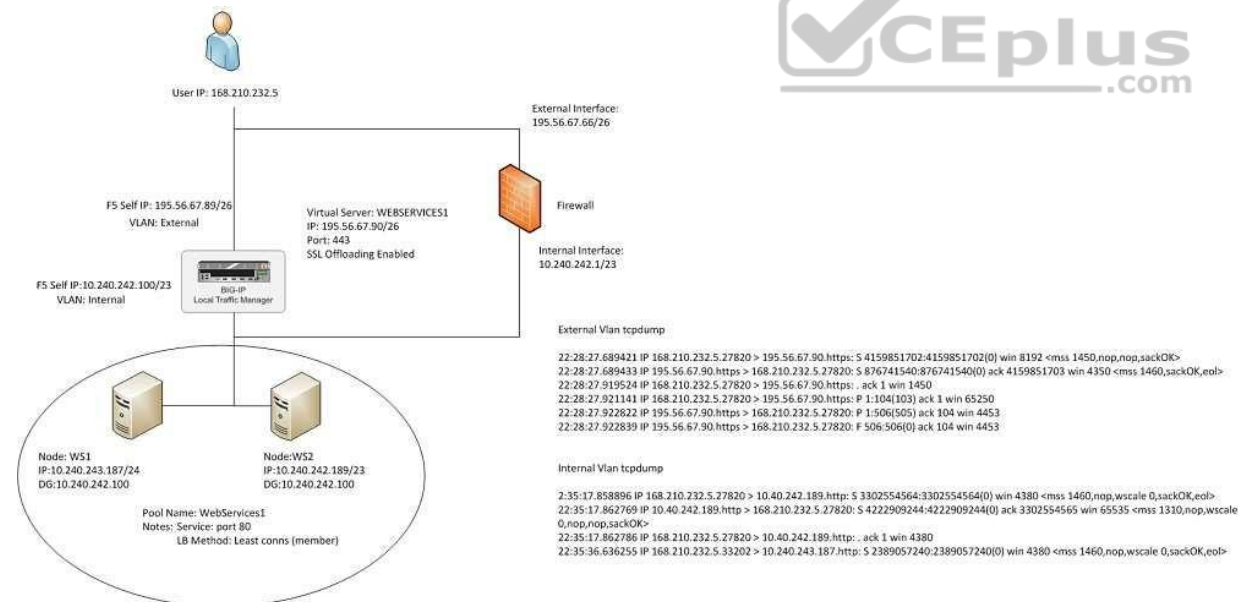 CEplus
.com
User IP: 168.210.232.5
External Interface:
195.56.67.66/26
F5 Self IP: 195.56.67.89/26
VLAN: External
Virtual Server: WEBSERVICES1
IP: 195.56.67.90/26
Port: 443
SSL Offloading Enabled
Firewall
Internal Interface:
10.240.242.1/23
F5 Self IP:10.240.242.100/23
VLAN: Internal
BIG-IP
Local Traffic Manager
External Vlan tcpdump
22:28:27.689421 IP 168.210.232.5.27820 > 195.56.67.90.https: S 4159851702:4159851702(0) win 8192 <mss 1450,nop,nop,sackOK>
22:28:27.689433 IP 195.56.67.90.https > 168.210.232.5.27820: S 876741540:876741540(0) ack 4159851703 win 4350 <mss 1460,sackOK,eol>
22:28:27.919524 IP 168.210.232.5.27820 > 195.56.67.90.https: . ack 1 win 1450
22:28:27.921141 IP 168.210.232.5.27820 > 195.56.67.90.https: P 1:104(103) ack 1 win 65250
22:28:27.922822 IP 195.56.67.90.https > 168.210.232.5.27820: P 1:506(505) ack 104 win 4453
22:28:27.922839 IP 195.56.67.90.https > 168.210.232.5.27820: F 506:506(0) ack 104 win 4453
Node: WS1
IP:10.240.243.187/24
DG:10.240.242.100
Node:WS2
IP:10.240.242.189/23
DG:10.240.242.100
Pool Name: WebServices1
Notes: Service: port 80
LB Method: Least conns (member)
Internal Vlan tcpdump
2:35:17.858896 IP 168.210.232.5.27820 > 10.40.242.189.http: S 3302554564:3302554564(0) win 4380 <mss 1460,nop,wscale 0,sackOK,eol>
22:35:17.862769 IP 10.40.242.189.http > 168.210.232.5.27820: S 4222909244:4222909244(0) ack 3302554565 win 65535 <mss 1310,nop,wscale
0,nop,nop,sackOK>
22:35:17.862786 IP 168.210.232.5.27820 > 10.40.242.189.http: . ack 1 win 4380
22:35:36.636255 IP 168.210.232.5.33202 > 10.240.243.187.http: S 2389057240:2389057240(0) win 4380 <mss 1460,nop,wscale 0,sackOK,eol>